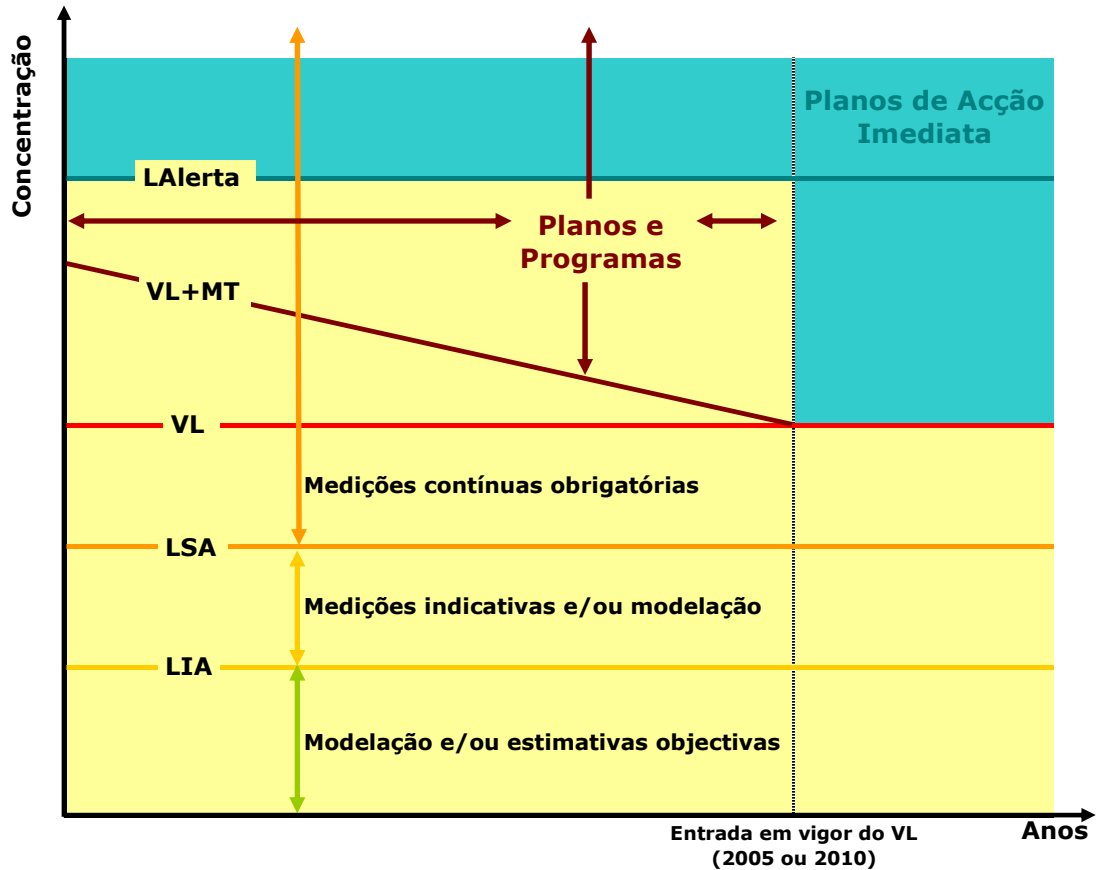 Concentração
Planos de Acção
Imediata
LAlerta
Planos e
Programas
VL+MT
VL
Medições contínuas obrigatórias
LSA
Medições indicativas e/ou modelação
LIA
Modelação e/ou estimativas objectivas
Entrada em vigor do VL
(2005 ou 2010)
Anos